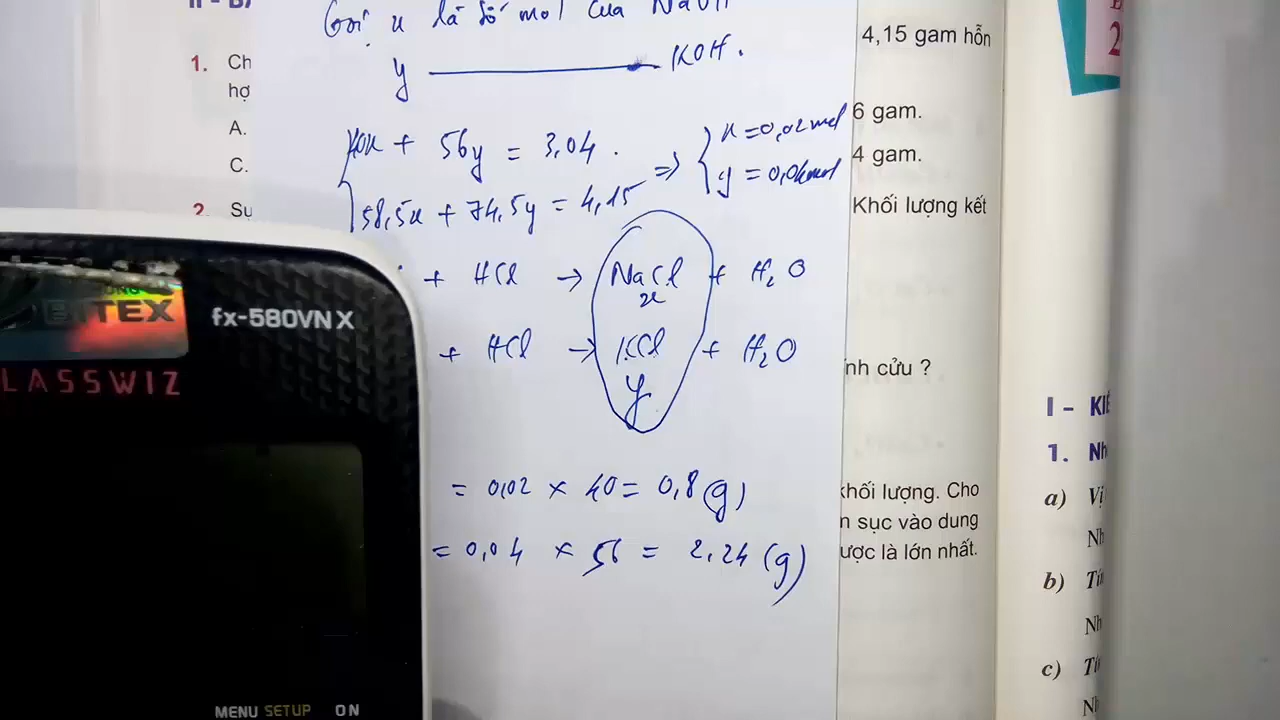 Gọi x là số mol của NaOH
y ——— KOH.
40x + 56y = 3,04.
58,5x + 74,5y = 4,15
=> x = 0,02 mol
y = 0,04 mol
+ HCl → NaCl + H₂O
x
+ HCl → KCl + H₂O
y
= 0,02 × 40 = 0,8 (g)
= 0,04 × 56 = 2,24 (g)
1. Ch
hợ
A.
C.
2. Sụ
4,15 gam hỗn
6 gam.
4 gam.
Khối lượng kết
ính cửu ?
khối lượng. Cho
n sục vào dung
ược là lớn nhất.
2
I – KI
1. Nh
a) Vị
Nh
b) Tí
Nh
c) Tí
Nh
BITEX
fx-580VN X
LASSWIZ
MENU SETUP ON